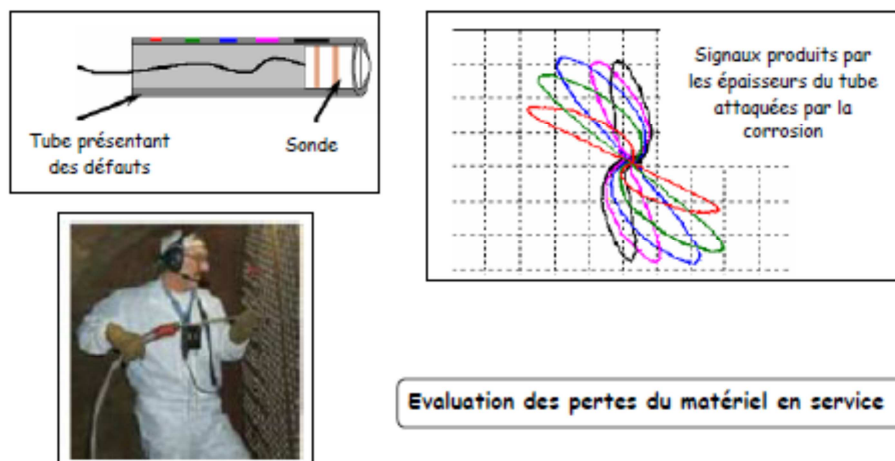 Tube présentant
des défauts
Sonde
Signaux produits par
les épaisseurs du tube
attaquées par la
corrosion
Evaluation des pertes du matériel en service